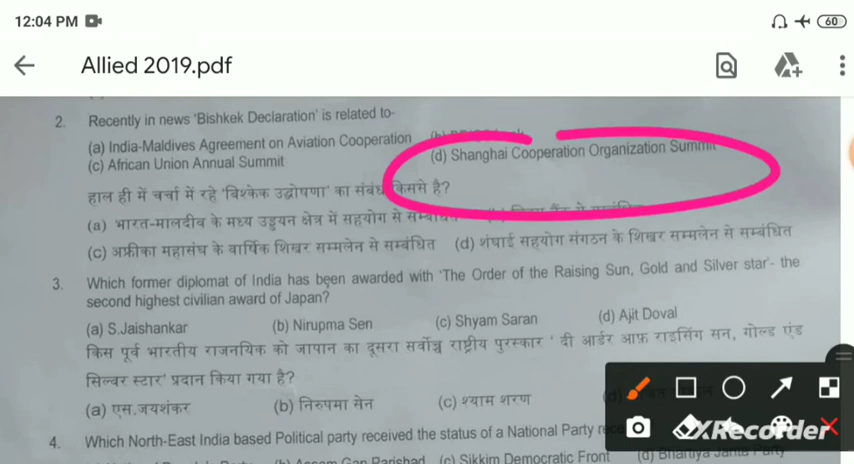 12:04 PM 60
Allied 2019.pdf
2. Recently in news 'Bishkek Declaration' is related to-
(a) India-Maldives Agreement on Aviation Cooperation (b)
(c) African Union Annual Summit (d) Shanghai Cooperation Organization Summit
हाल ही में चर्चा में रहे 'बिश्केक उद्घोषणा' का संबंध किससे है?
(a) भारत-मालदीव के मध्य उड्डयन क्षेत्र में सहयोग से सम्बंधित
(c) अफ्रीका महासंघ के वार्षिक शिखर सम्मलेन से सम्बंधित (d) शंघाई सहयोग संगठन के शिखर सम्मलेन से सम्बंधित
3. Which former diplomat of India has been awarded with 'The Order of the Raising Sun, Gold and Silver star'- the
second highest civilian award of Japan?
(a) S.Jaishankar (b) Nirupma Sen (c) Shyam Saran (d) Ajit Doval
किस पूर्व भारतीय राजनयिक को जापान का दूसरा सर्वोच्च राष्ट्रीय पुरस्कार ' दी आर्डर आफ़ राइसिंग सन, गोल्ड एंड
सिल्वर स्टार' प्रदान किया गया है?
(a) एस.जयशंकर (b) निरुपमा सेन (c) श्याम शरण
4. Which North-East India based Political party received the status of a National Party
(c) Sikkim Democratic Front (d) Bhartiya Janta Party
XRecorder